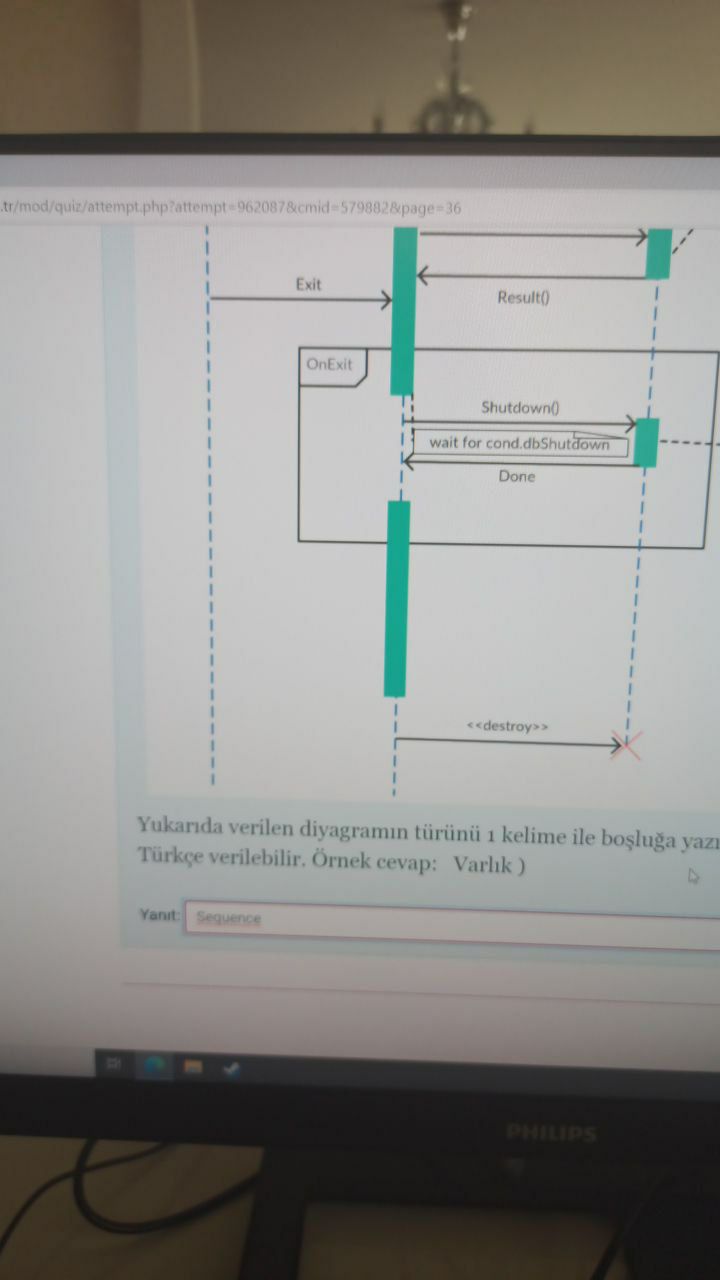 .tr/mod/quiz/attempt.php?attempt=962087&cmid=579882&page=36
Exit
Result()
OnExit
Shutdown()
wait for cond.dbShutdown
Done
<<destroy>>
Yukarıda verilen diyagramın türünü 1 kelime ile boşluğa yazı
Türkçe verilebilir. Örnek cevap: Varlık )
Yanıt: Sequence
PHILIPS